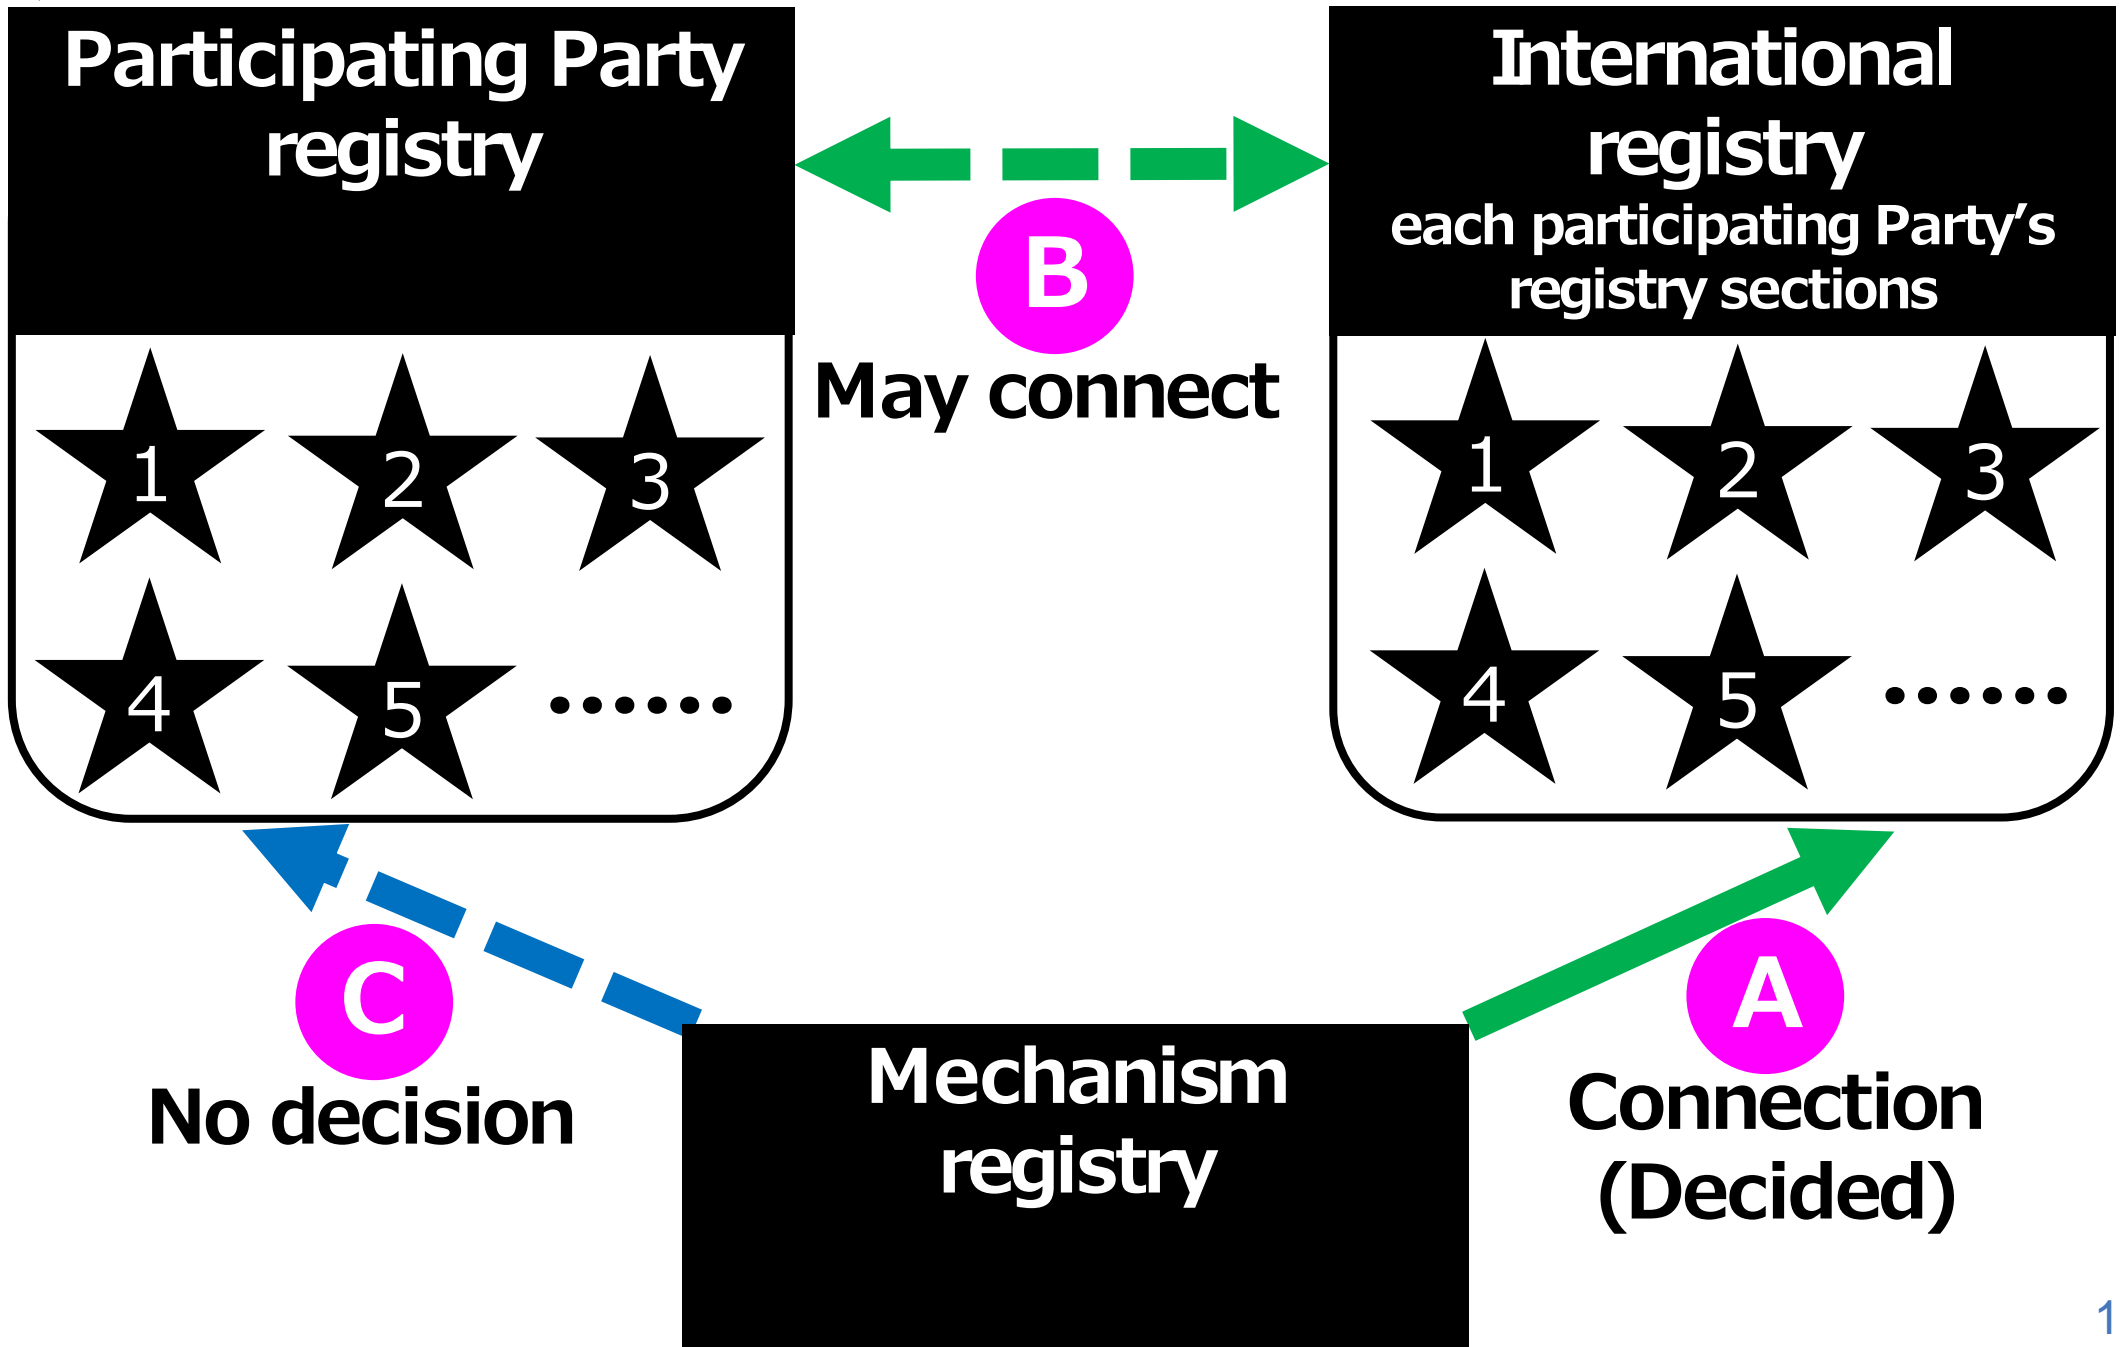 Participating Party
registry
International
registry
each participating Party’s
registry sections
B
May connect
1
2
3
4
5
......
1
2
3
4
5
......
C
No decision
Mechanism
registry
A
Connection
(Decided)
1